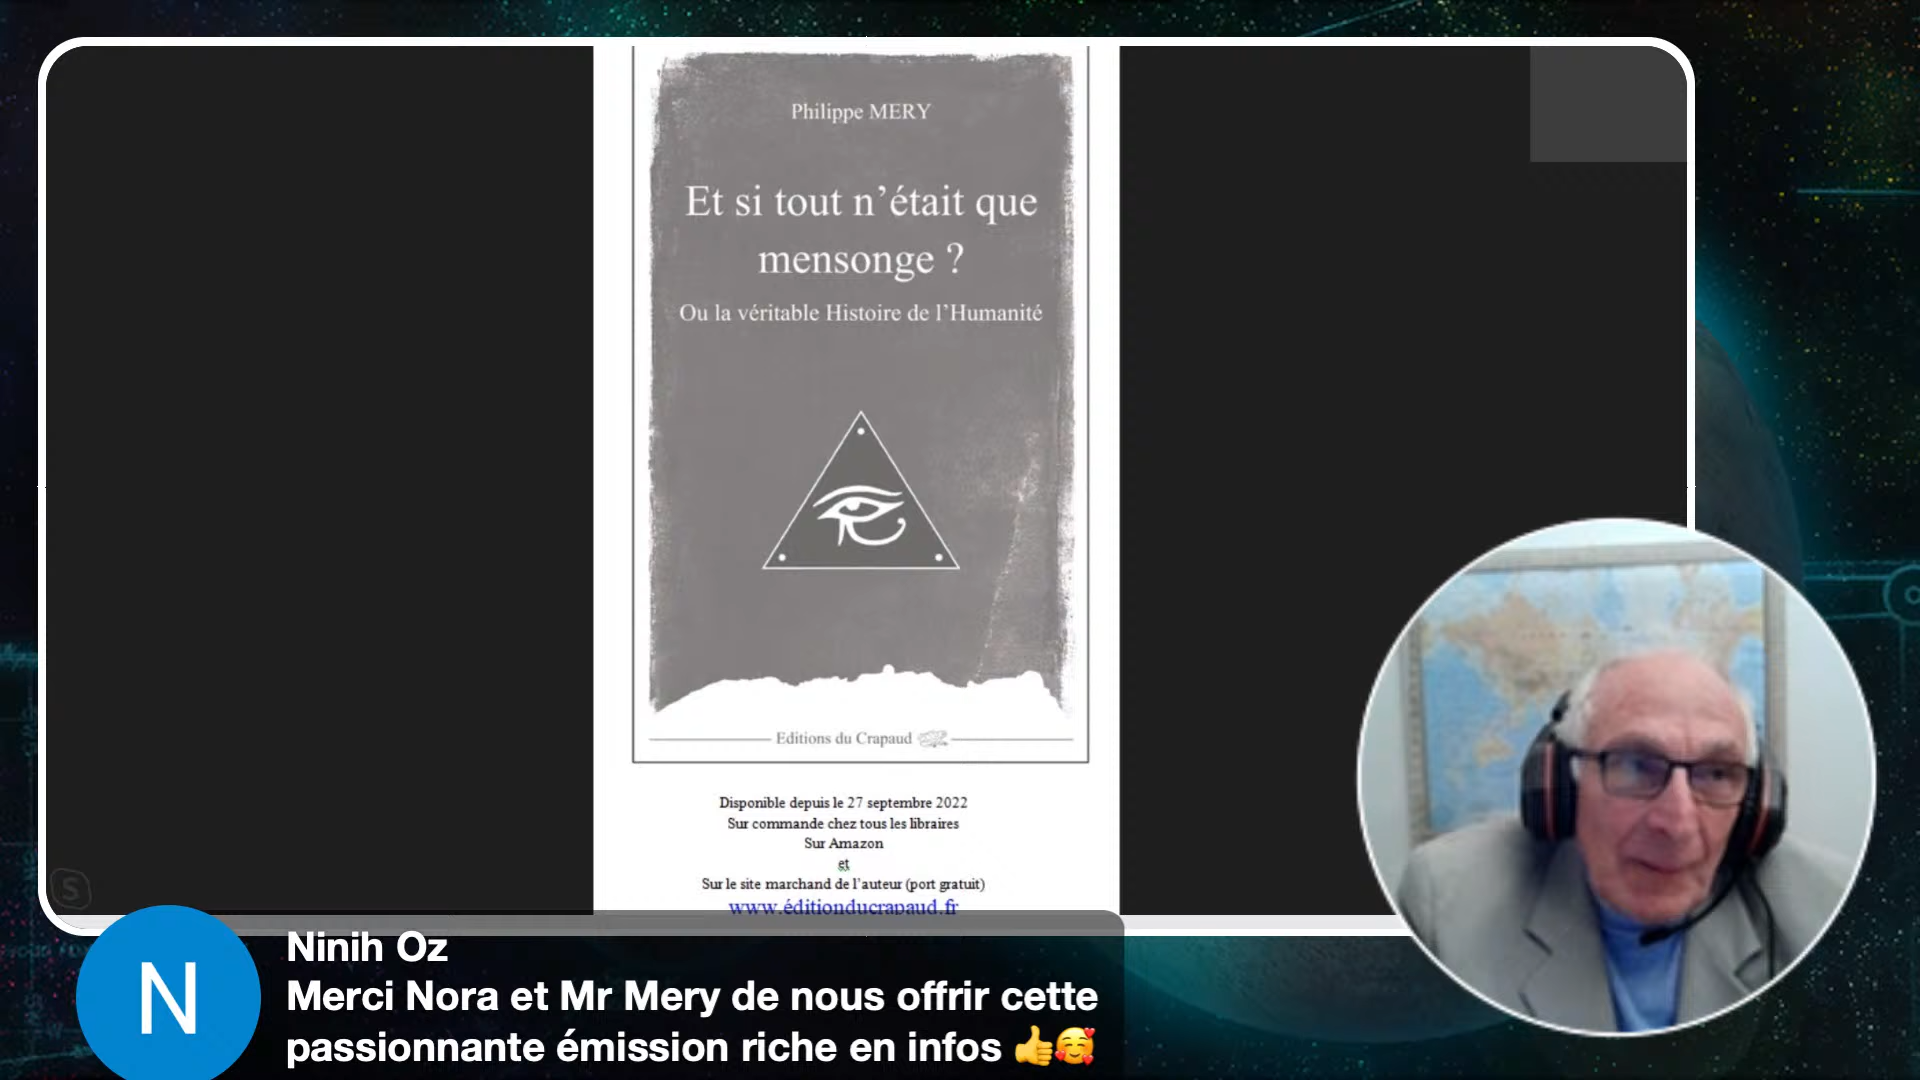 Philippe MERY
Et si tout n’était que
mensonge ?
Ou la véritable Histoire de l’Humanité
Editions du Crapaud
Disponible depuis le 27 septembre 2022
Sur commande chez tous les libraires
Sur Amazon
et
Sur le site marchand de l’auteur (port gratuit)
www.éditionducrapaud.fr
S
N
Ninih Oz
Merci Nora et Mr Mery de nous offrir cette
passionnante émission riche en infos 👍🥰